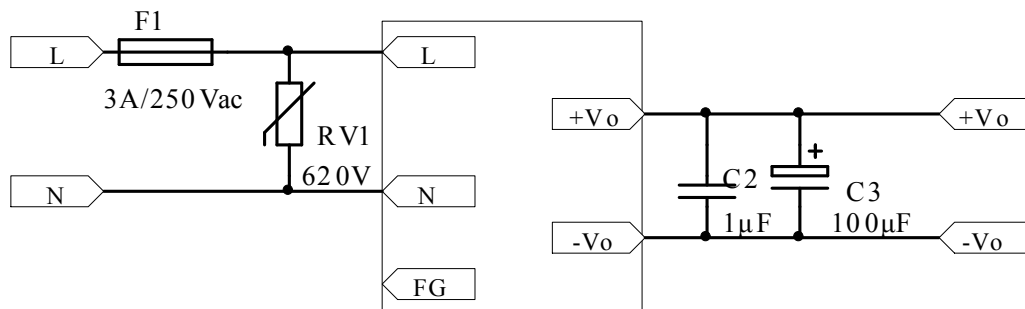 F1
L
L
3A/250Vac
RV1
620V
N
N
FG
+Vo
+Vo
C2
1µF
+
C3
100µF
-Vo
-Vo